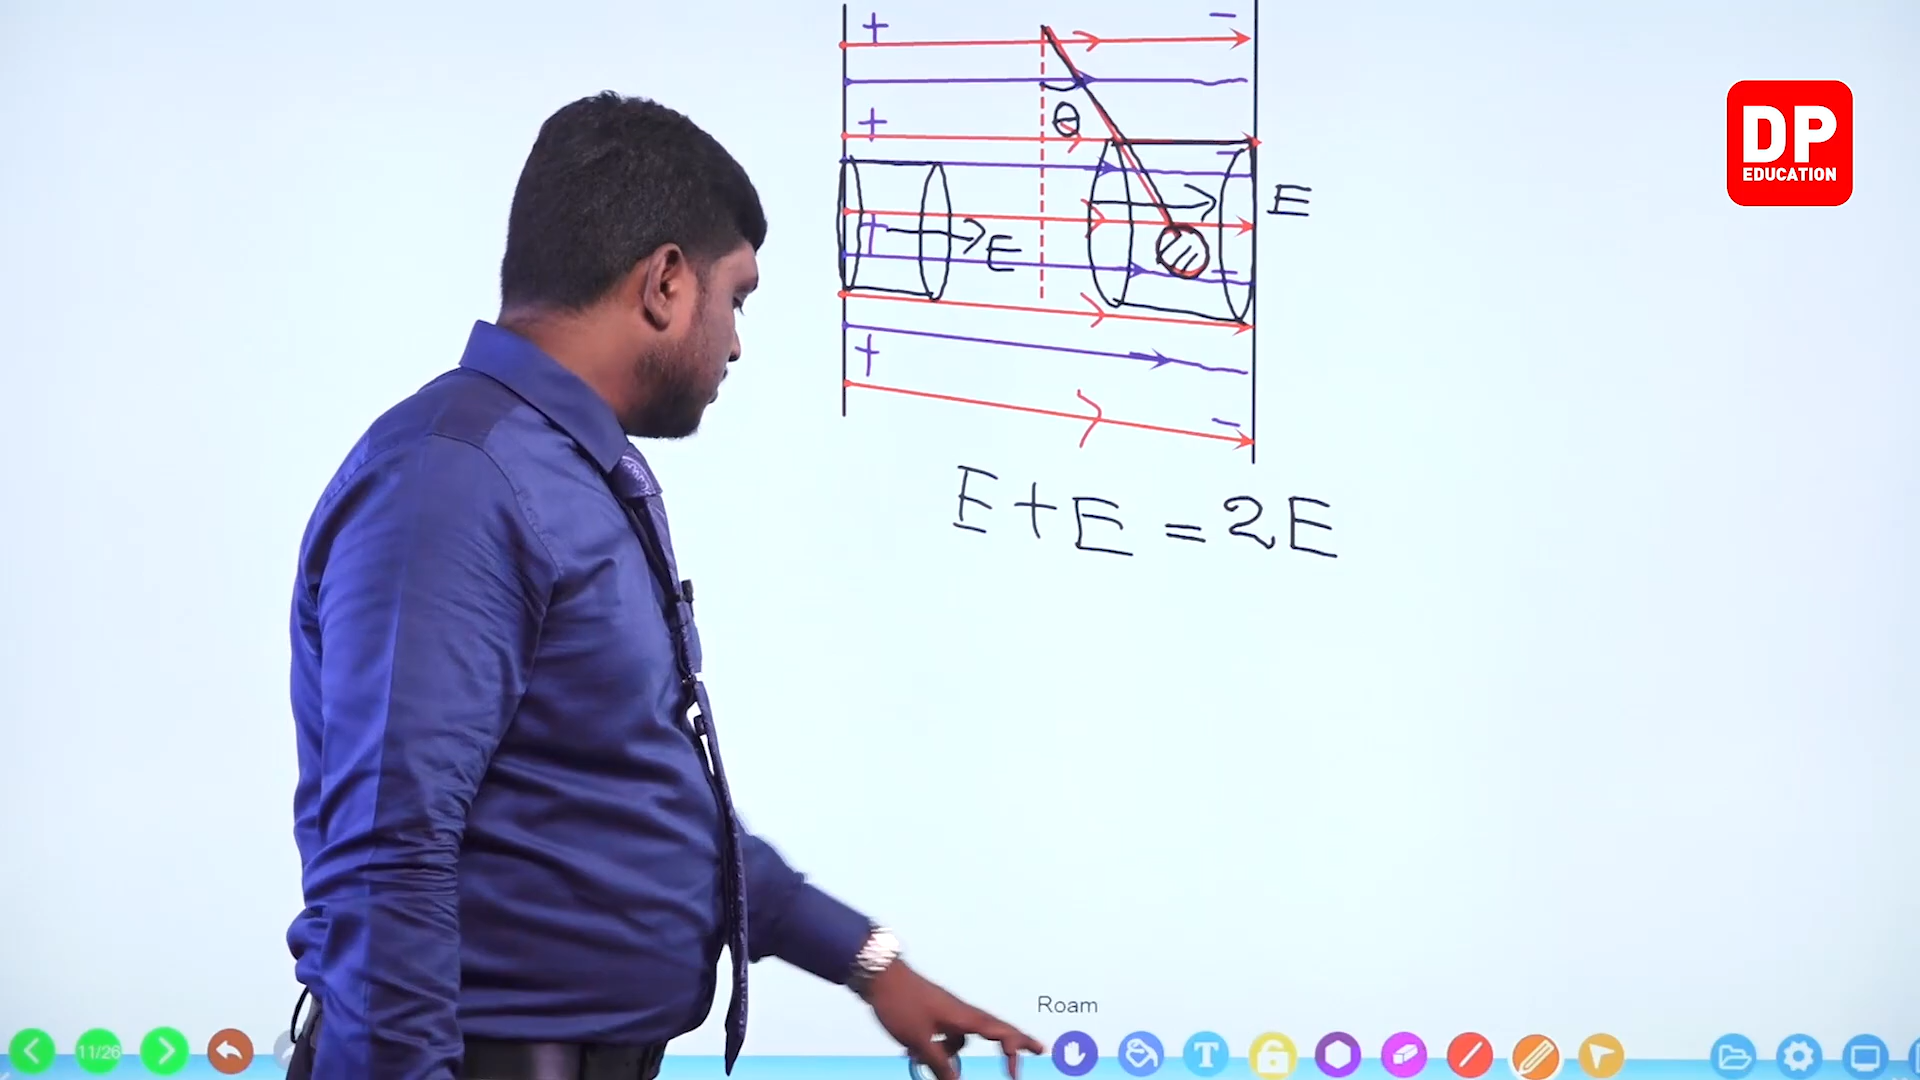 + -
+ θ
-
+ E E
-
+
-
E + E = 2E
DP
EDUCATION
Roam
11/26
T